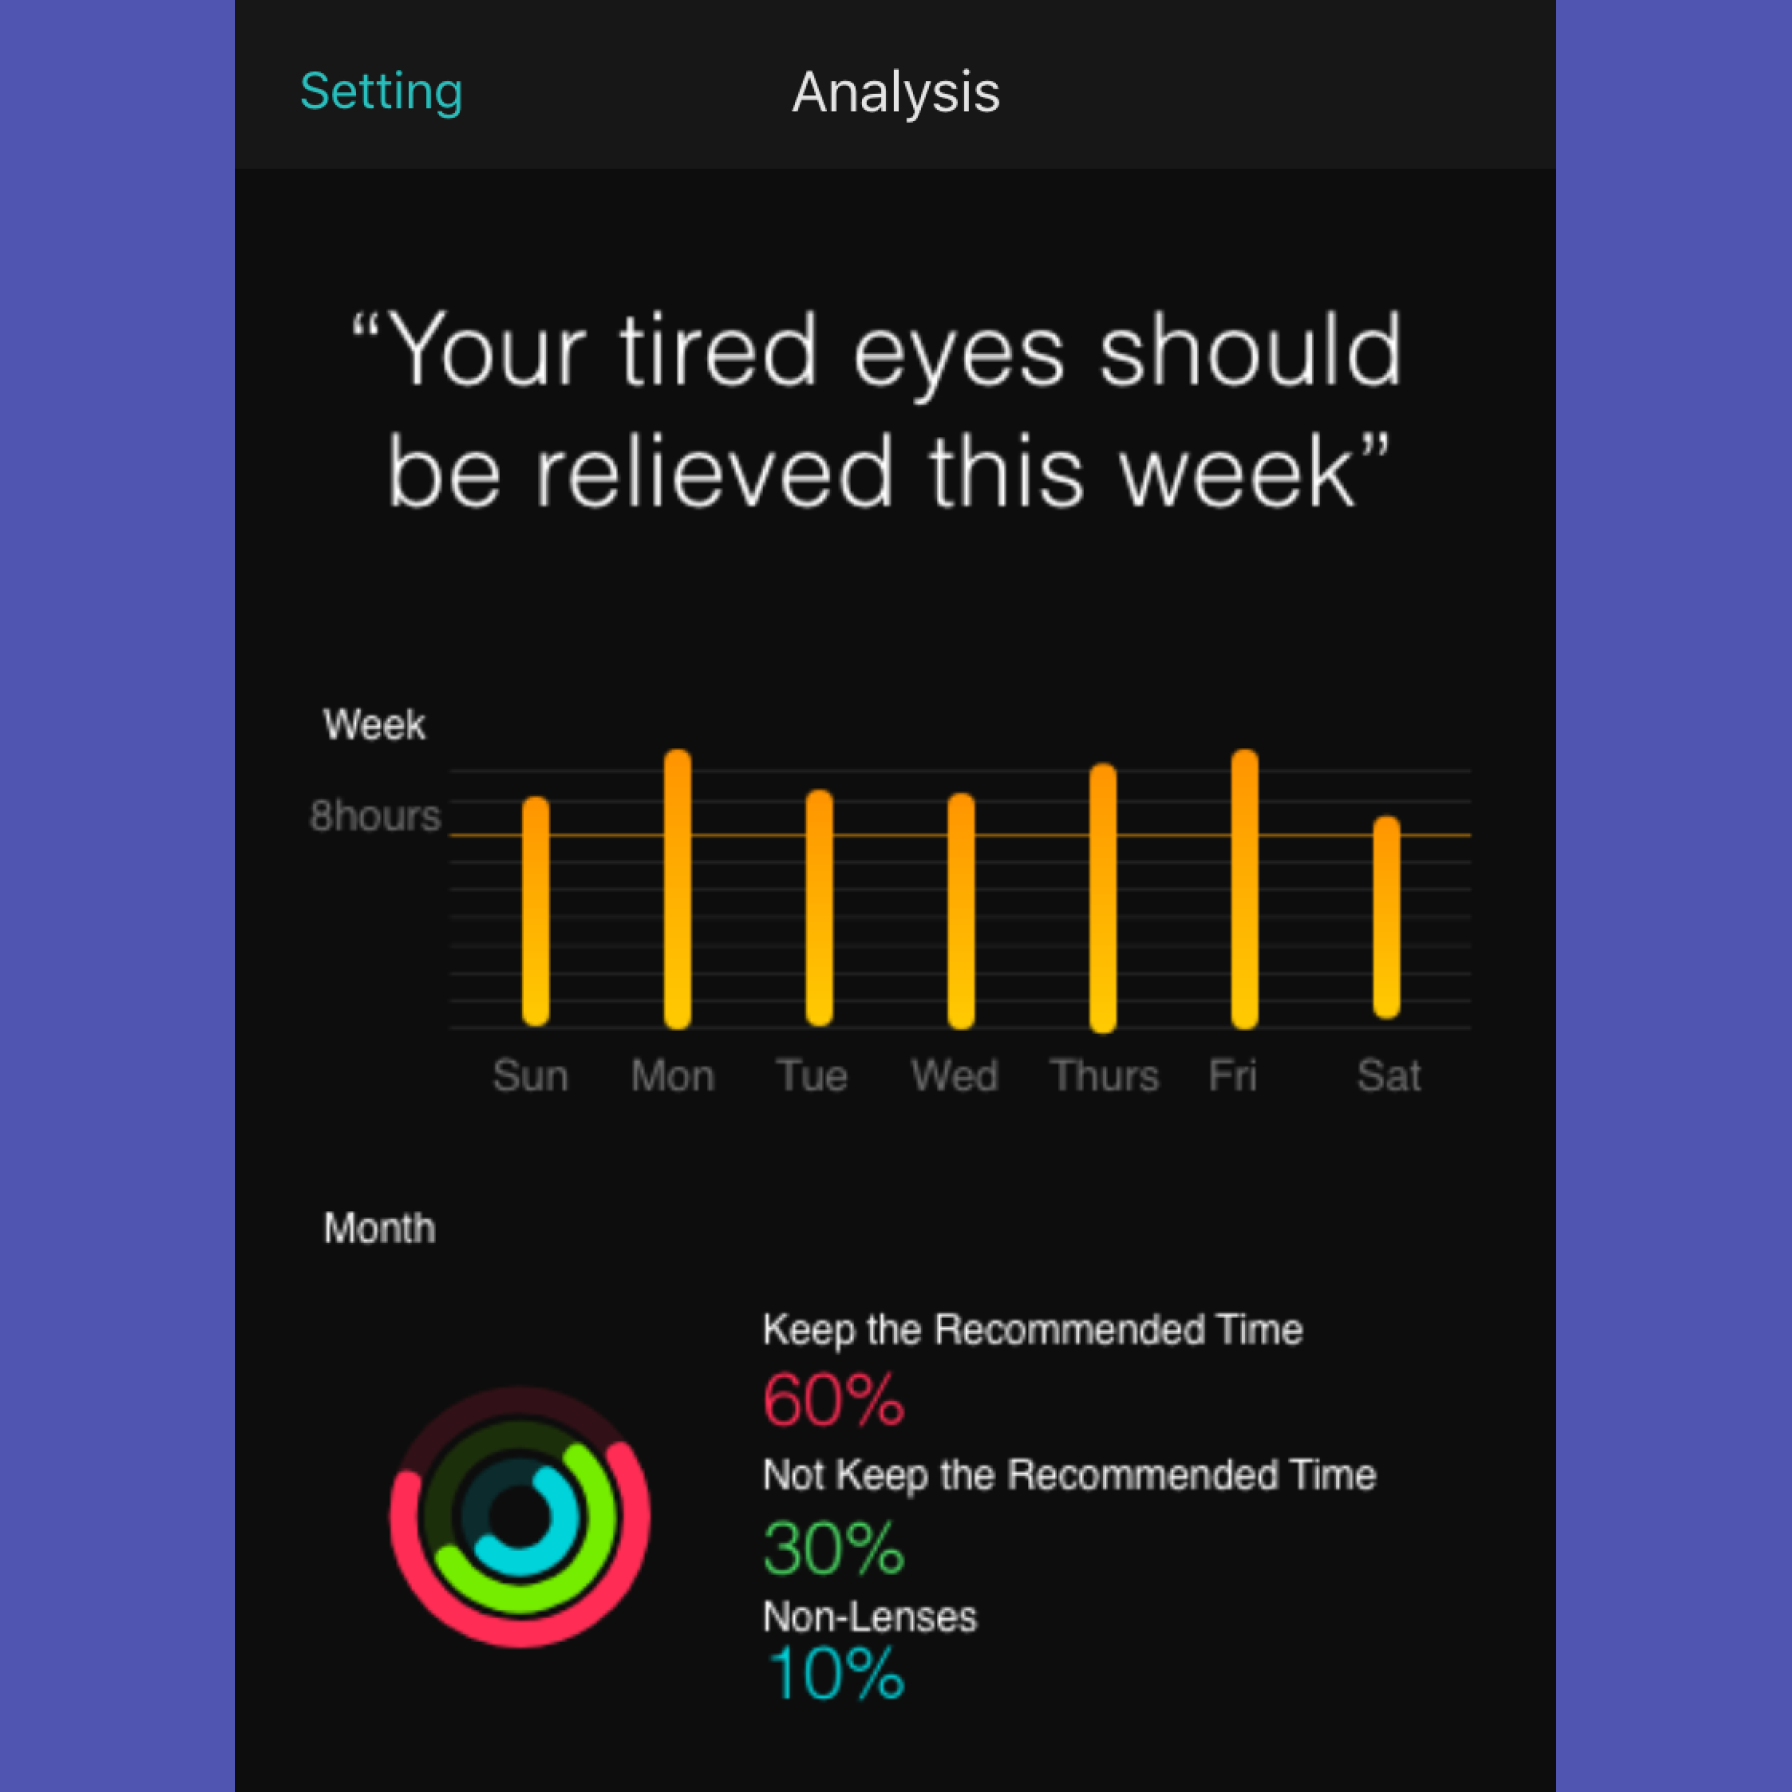 Setting
Analysis
“Your tired eyes should
be relieved this week”
Week
8hours
Sun Mon Tue Wed Thurs Fri Sat
Month
Keep the Recommended Time
60%
Not Keep the Recommended Time
30%
Non-Lenses
10%